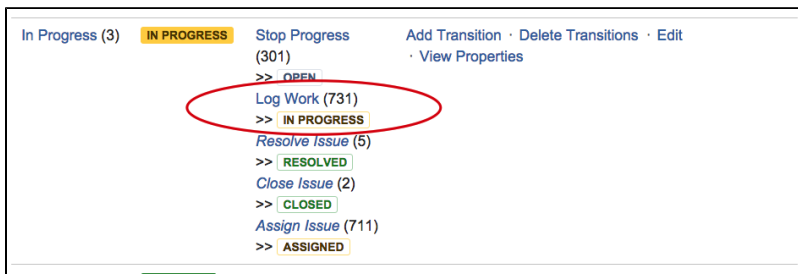 In Progress (3) IN PROGRESS Stop Progress Add Transition · Delete Transitions · Edit
(301) · View Properties
>> OPEN
Log Work (731)
>> IN PROGRESS
Resolve Issue (5)
>> RESOLVED
Close Issue (2)
>> CLOSED
Assign Issue (711)
>> ASSIGNED